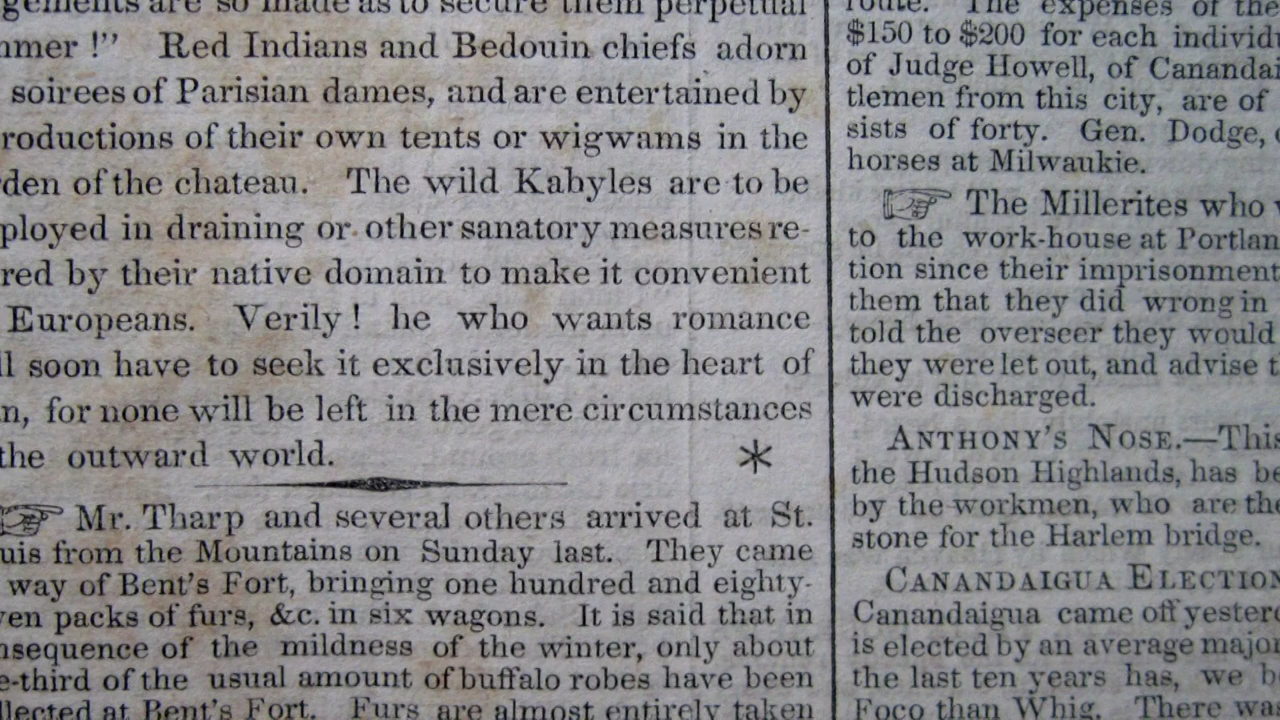 gements are so made as to secure them perpetual
mmer !” Red Indians and Bedouin chiefs adorn
soirees of Parisian dames, and are entertained by
roductions of their own tents or wigwams in the
rden of the chateau. The wild Kabyles are to be
ployed in draining or other sanatory measures re-
red by their native domain to make it convenient
Europeans. Verily ! he who wants romance
ll soon have to seek it exclusively in the heart of
n, for none will be left in the mere circumstances
the outward world. *
☞ Mr. Tharp and several others arrived at St.
uis from the Mountains on Sunday last. They came
way of Bent's Fort, bringing one hundred and eighty-
ven packs of furs, &c. in six wagons. It is said that in
nsequence of the mildness of the winter, only about
e-third of the usual amount of buffalo robes have been
llected at Bent's Fort. Furs are almost entirely taken
route. The expenses of the
$150 to $200 for each individu
of Judge Howell, of Canandai
tlemen from this city, are of
sists of forty. Gen. Dodge,
horses at Milwaukie.
☞ The Millerites who
to the work-house at Portlan
tion since their imprisonment
them that they did wrong in
told the overseer they would
they were let out, and advise t
were discharged.
ANTHONY'S NOSE.—This
the Hudson Highlands, has be
by the workmen, who are the
stone for the Harlem bridge.
CANANDAIGUA ELECTION
Canandaigua came off yesterd
is elected by an average major
the last ten years has, we be
Foco than Whig. There was